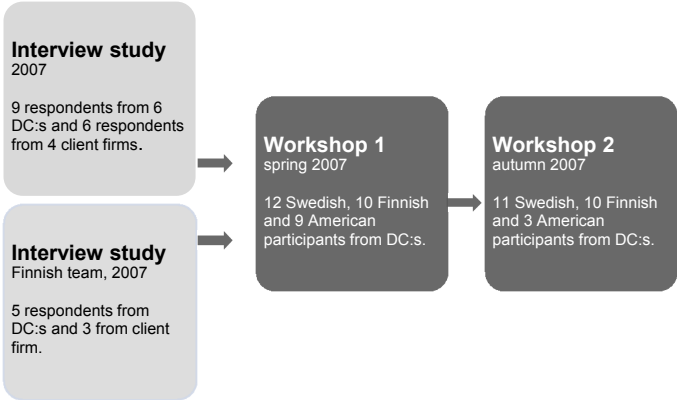 Interview study
2007
9 respondents from 6
DC:s and 6 respondents
from 4 client firms.
Interview study
Finnish team, 2007
5 respondents from
DC:s and 3 from client
firm.
Workshop 1
spring 2007
12 Swedish, 10 Finnish
and 9 American
participants from DC:s.
Workshop 2
autumn 2007
11 Swedish, 10 Finnish
and 3 American
participants from DC:s.